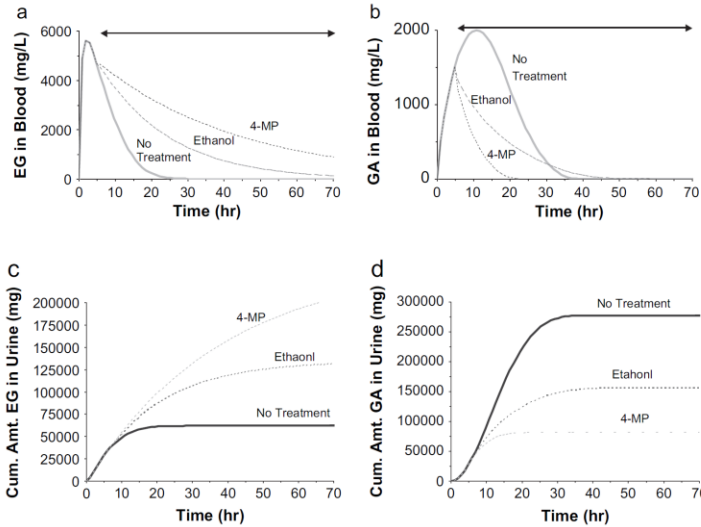 a
EG in Blood (mg/L)
6000
4000
2000
0
4-MP
Ethanol
No
Treatment
0 10 20 30 40 50 60 70
Time (hr)
b
GA in Blood (mg/L)
2000
1000
0
No
Treatment
Ethanol
4-MP
0 10 20 30 40 50 60 70
Time (hr)
c
Cum. Amt. EG in Urine (mg)
200000
175000
150000
125000
100000
75000
50000
25000
0
4-MP
Ethaonl
No Treatment
0 10 20 30 40 50 60 70
Time (hr)
d
Cum. Amt. GA in Urine (mg)
300000
250000
200000
150000
100000
50000
0
No Treatment
Etahonl
4-MP
0 10 20 30 40 50 60 70
Time (hr)